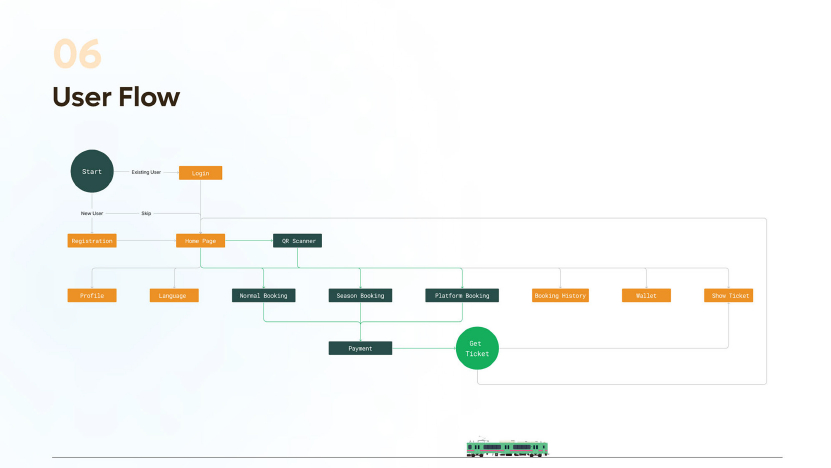 06
User Flow
Start
Existing User
Login
New User
Skip
Registration
Home Page
QR Scanner
Profile
Language
Normal Booking
Season Booking
Platform Booking
Booking History
Wallet
Show Ticket
Payment
Get
Ticket